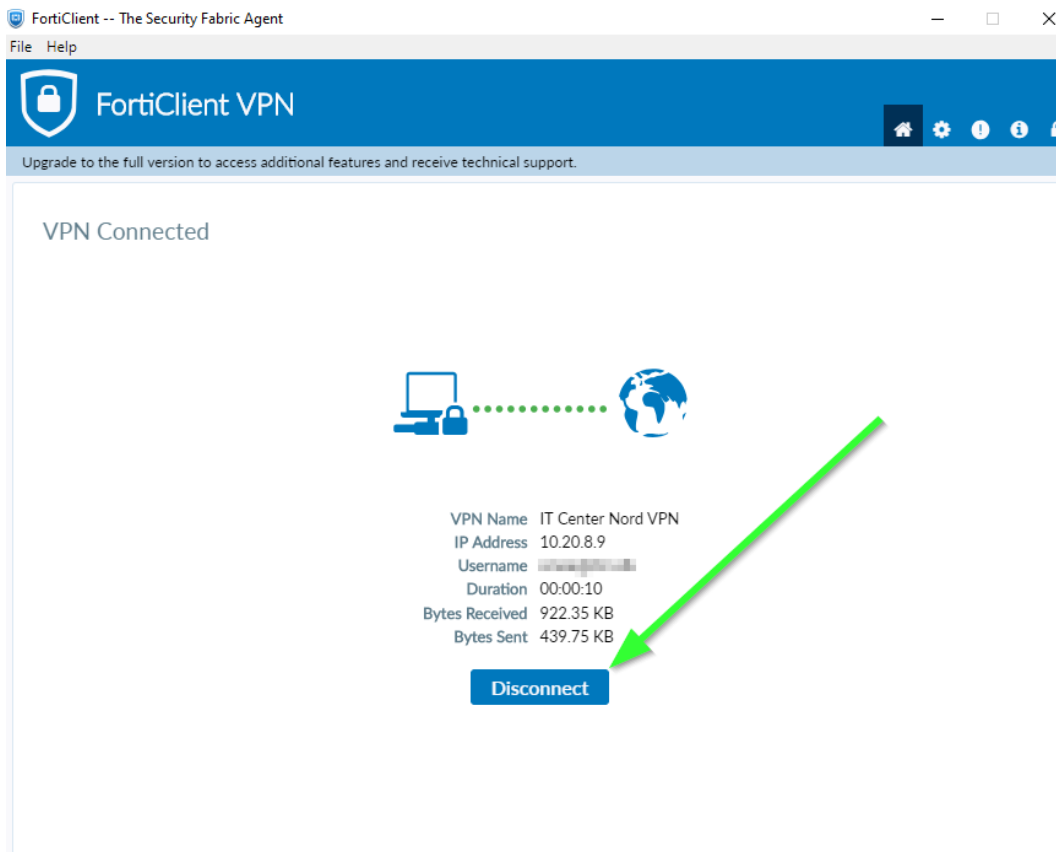 FortiClient -- The Security Fabric Agent
File Help
FortiClient VPN
Upgrade to the full version to access additional features and receive technical support.
VPN Connected
VPN Name IT Center Nord VPN
IP Address 10.20.8.9
Username
Duration 00:00:10
Bytes Received 922.35 KB
Bytes Sent 439.75 KB
Disconnect